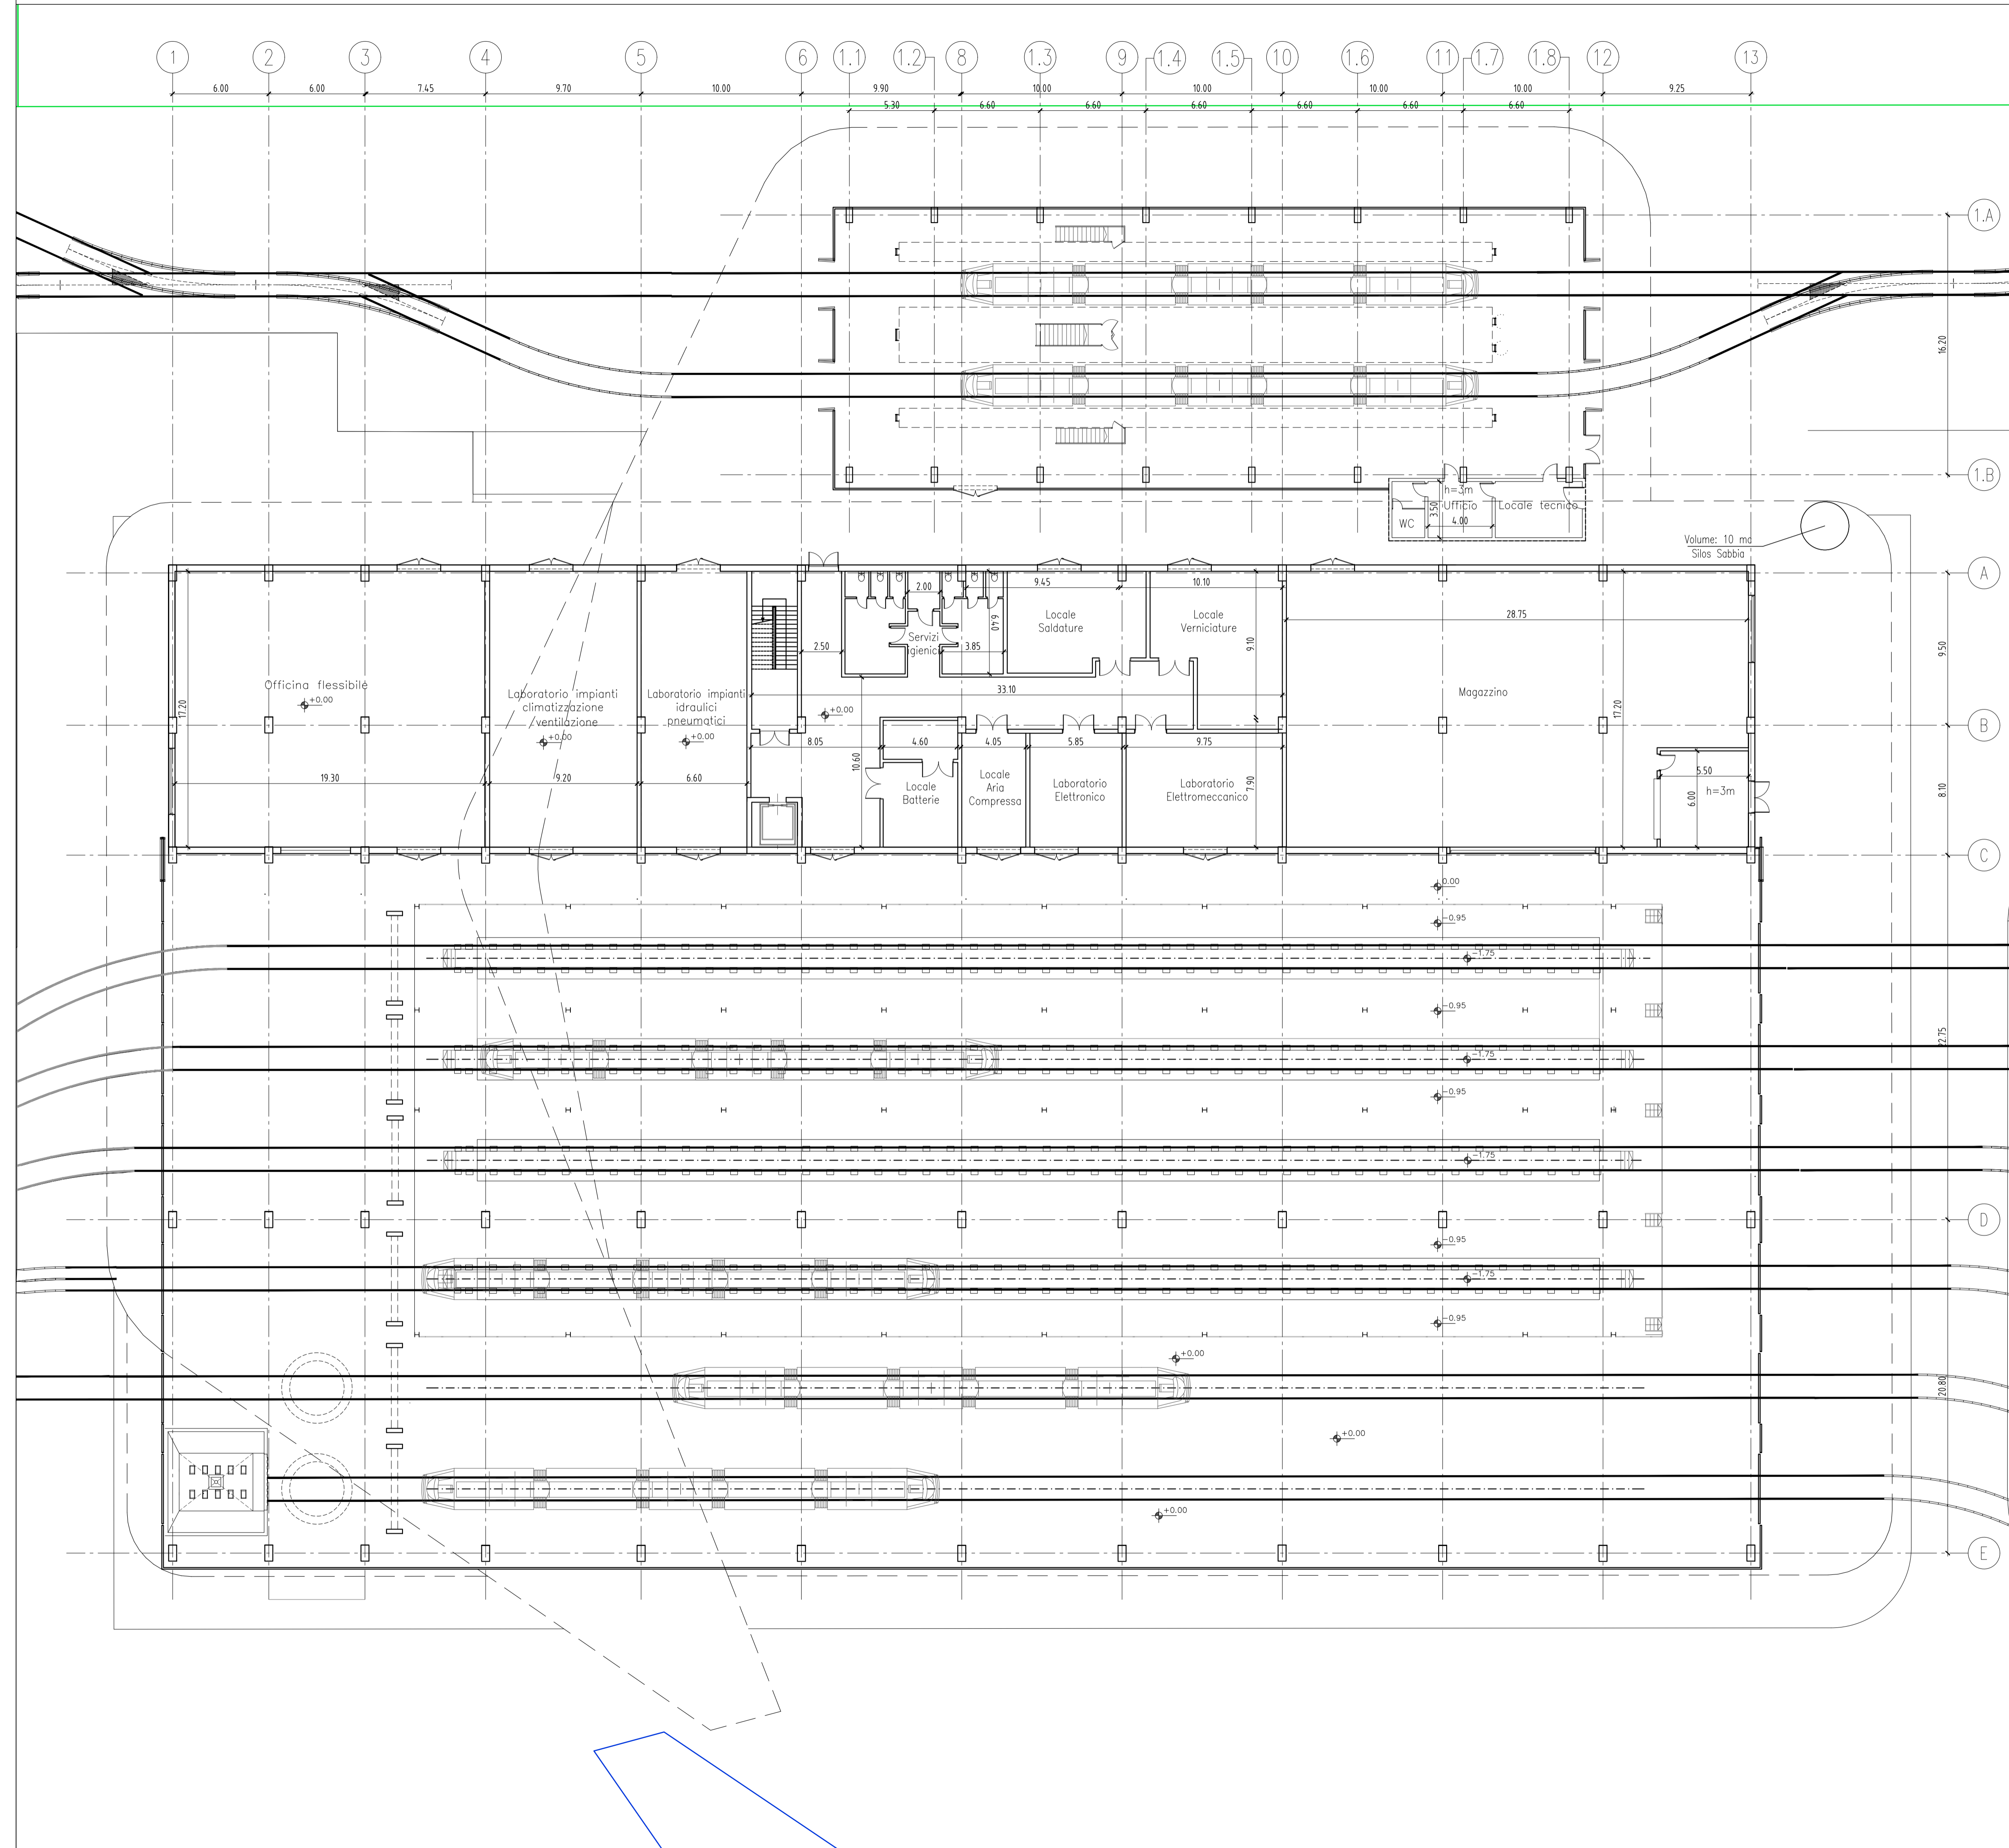 1 2 3 4 5 6 1.1 1.2 8 1.3 9 1.4 1.5 10 1.6 11 1.7 1.8 12 13
6.00 6.00 7.45 9.70 10.00 9.90 10.00 10.00 10.00 10.00 9.25
5.30 6.60 6.60 6.60 6.60 6.60 6.60
1.A
16.20
1.B
h=3m
Ufficio
Locale tecnico
3.50
4.00
WC
Volume: 10 mc
Silos Sabbia
A
2.00
9.45
10.10
Locale
Saldature
Locale
Verniciature
28.75
6.40
Servizi
igienici
2.50
3.85
9.10
9.50
Officina flessibile
+0.00
17.20
Laboratorio impianti
climatizzazione
ventilazione
+0.00
Laboratorio impianti
idraulici
pneumatici
+0.00
33.10
Magazzino
+0.00
17.20
B
8.05
4.60
4.05
5.85
9.75
10.60
19.30
9.20
6.60
Locale
Batterie
Locale
Aria
Compressa
Laboratorio
Elettronico
Laboratorio
Elettromeccanico
7.90
5.50
6.00
h=3m
8.10
C
0.00
-0.95
-1.75
-0.95
22.75
-1.75
-0.95
-1.75
D
-0.95
-1.75
-0.95
+0.00
20.80
+0.00
+0.00
E